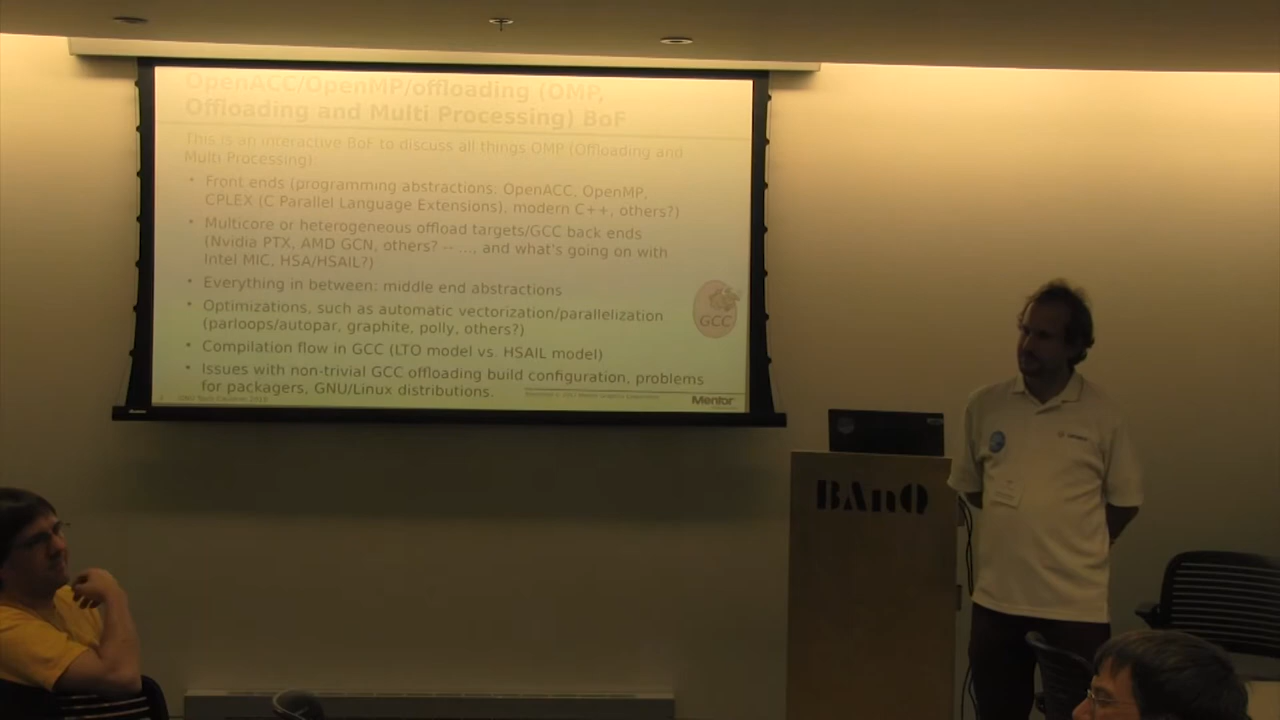 OpenACC/OpenMP/offloading (OMP,
Offloading and Multi Processing) BoF
This is an interactive BoF to discuss all things OMP (Offloading and
Multi Processing)
• Front ends (programming abstractions: OpenACC, OpenMP,
CPLEX (C Parallel Language Extensions), modern C++, others?)
• Multicore or heterogeneous offload targets/GCC back ends
(Nvidia PTX, AMD GCN, others? -- ..., and what's going on with
Intel MIC, HSA/HSAIL?)
• Everything in between: middle end abstractions
• Optimizations, such as automatic vectorization/parallelization
(parloops/autopar, graphite, polly, others?)
• Compilation flow in GCC (LTO model vs. HSAIL model)
• Issues with non-trivial GCC offloading build configuration, problems
for packagers, GNU/Linux distributions.
GCC
Mentor
BAnQ